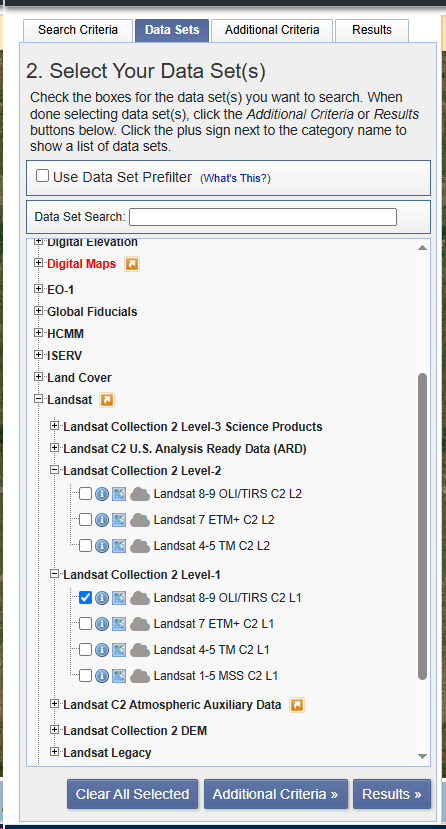 Search Criteria
Data Sets
Additional Criteria
Results
2. Select Your Data Set(s)
Check the boxes for the data set(s) you want to search. When
done selecting data set(s), click the Additional Criteria or Results
buttons below. Click the plus sign next to the category name to
show a list of data sets.
Use Data Set Prefilter (What's This?)
Data Set Search:
Digital Elevation
Digital Maps
EO-1
Global Fiducials
HCMM
ISERV
Land Cover
Landsat
Landsat Collection 2 Level-3 Science Products
Landsat C2 U.S. Analysis Ready Data (ARD)
Landsat Collection 2 Level-2
Landsat 8-9 OLI/TIRS C2 L2
Landsat 7 ETM+ C2 L2
Landsat 4-5 TM C2 L2
Landsat Collection 2 Level-1
Landsat 8-9 OLI/TIRS C2 L1
Landsat 7 ETM+ C2 L1
Landsat 4-5 TM C2 L1
Landsat 1-5 MSS C2 L1
Landsat C2 Atmospheric Auxiliary Data
Landsat Collection 2 DEM
Landsat Legacy
Clear All Selected
Additional Criteria »
Results »